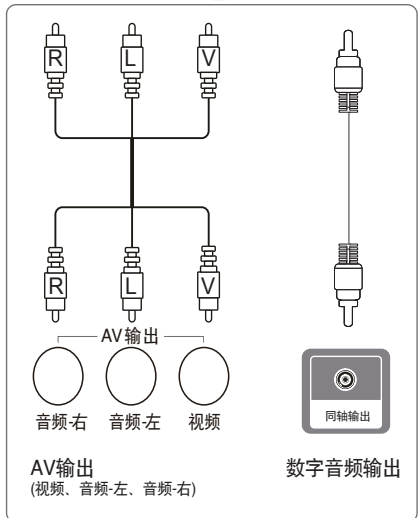 R L V
R L V
AV输出
音频-右 音频-左 视频
同轴输出
AV输出
(视频、音频-左、音频-右)
数字音频输出